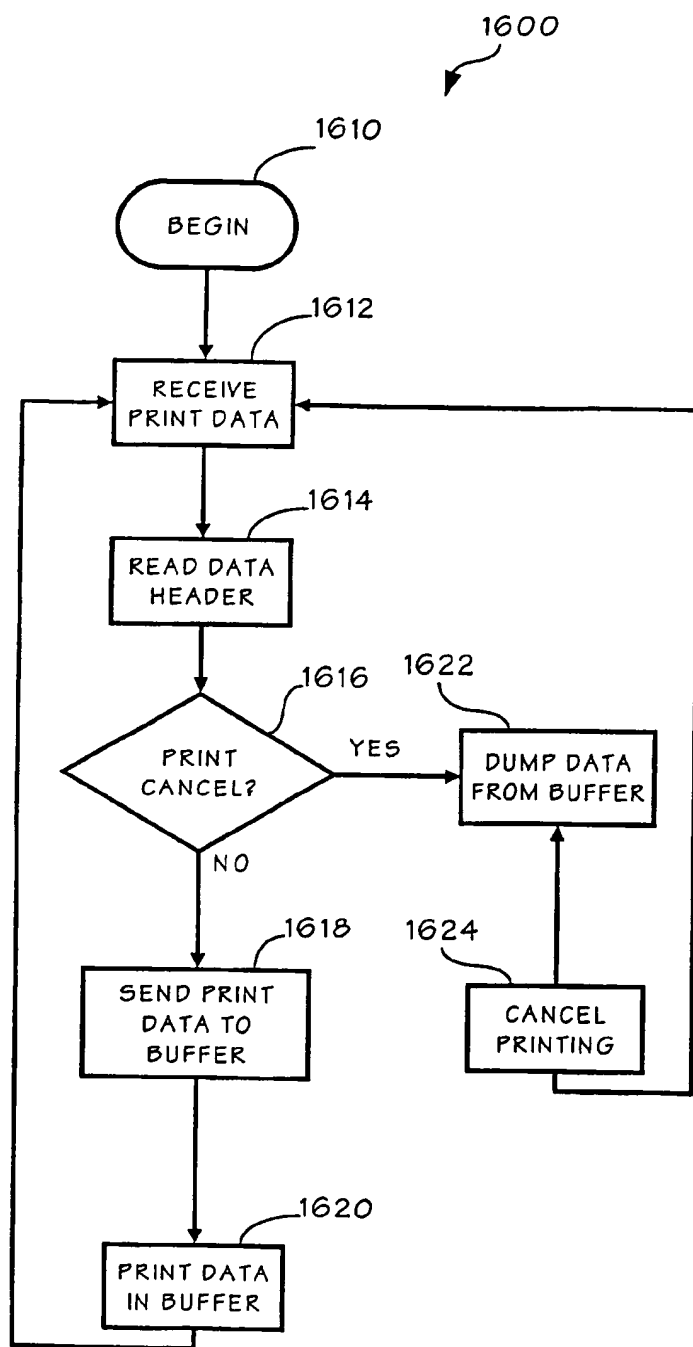 1600
1610
BEGIN
1612
RECEIVE
PRINT DATA
1614
READ DATA
HEADER
1616
PRINT
CANCEL?
YES
NO
1622
DUMP DATA
FROM BUFFER
1618
SEND PRINT
DATA TO
BUFFER
1624
CANCEL
PRINTING
1620
PRINT DATA
IN BUFFER